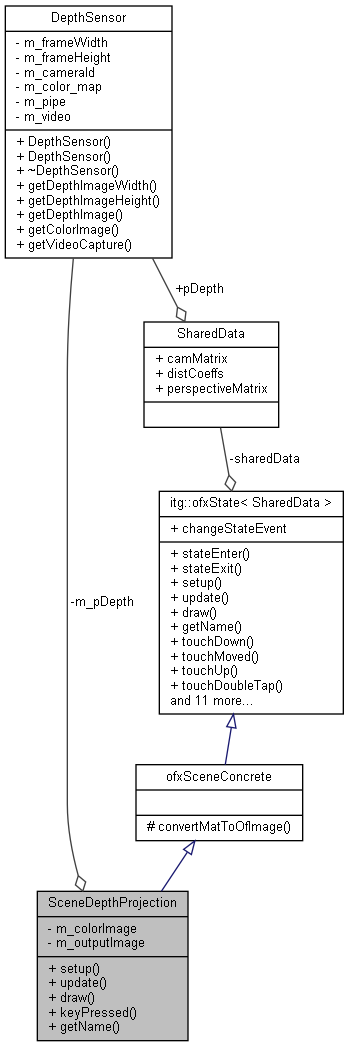 DepthSensor
- m_frameWidth
- m_frameHeight
- m_cameraId
- m_color_map
- m_pipe
- m_video
+ DepthSensor()
+ DepthSensor()
+ ~DepthSensor()
+ getDepthImageWidth()
+ getDepthImageHeight()
+ getDepthImage()
+ getColorImage()
+ getVideoCapture()
+pDepth
SharedData
+ camMatrix
+ distCoeffs
+ perspectiveMatrix
-sharedData
itg::ofxState< SharedData >
+ changeStateEvent
+ stateEnter()
+ stateExit()
+ setup()
+ update()
+ draw()
+ getName()
+ touchDown()
+ touchMoved()
+ touchUp()
+ touchDoubleTap()
and 11 more...
-m_pDepth
ofxSceneConcrete
# convertMatToOfImage()
SceneDepthProjection
- m_colorImage
- m_outputImage
+ setup()
+ update()
+ draw()
+ keyPressed()
+ getName()